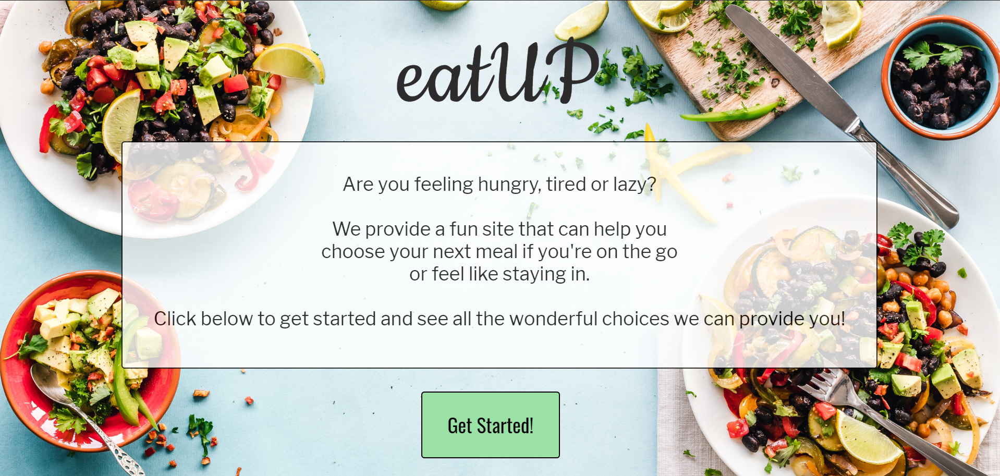 eatUP
Are you feeling hungry, tired or lazy?
We provide a fun site that can help you
choose your next meal if you're on the go
or feel like staying in.
Click below to get started and see all the wonderful choices we can provide you!
Get Started!